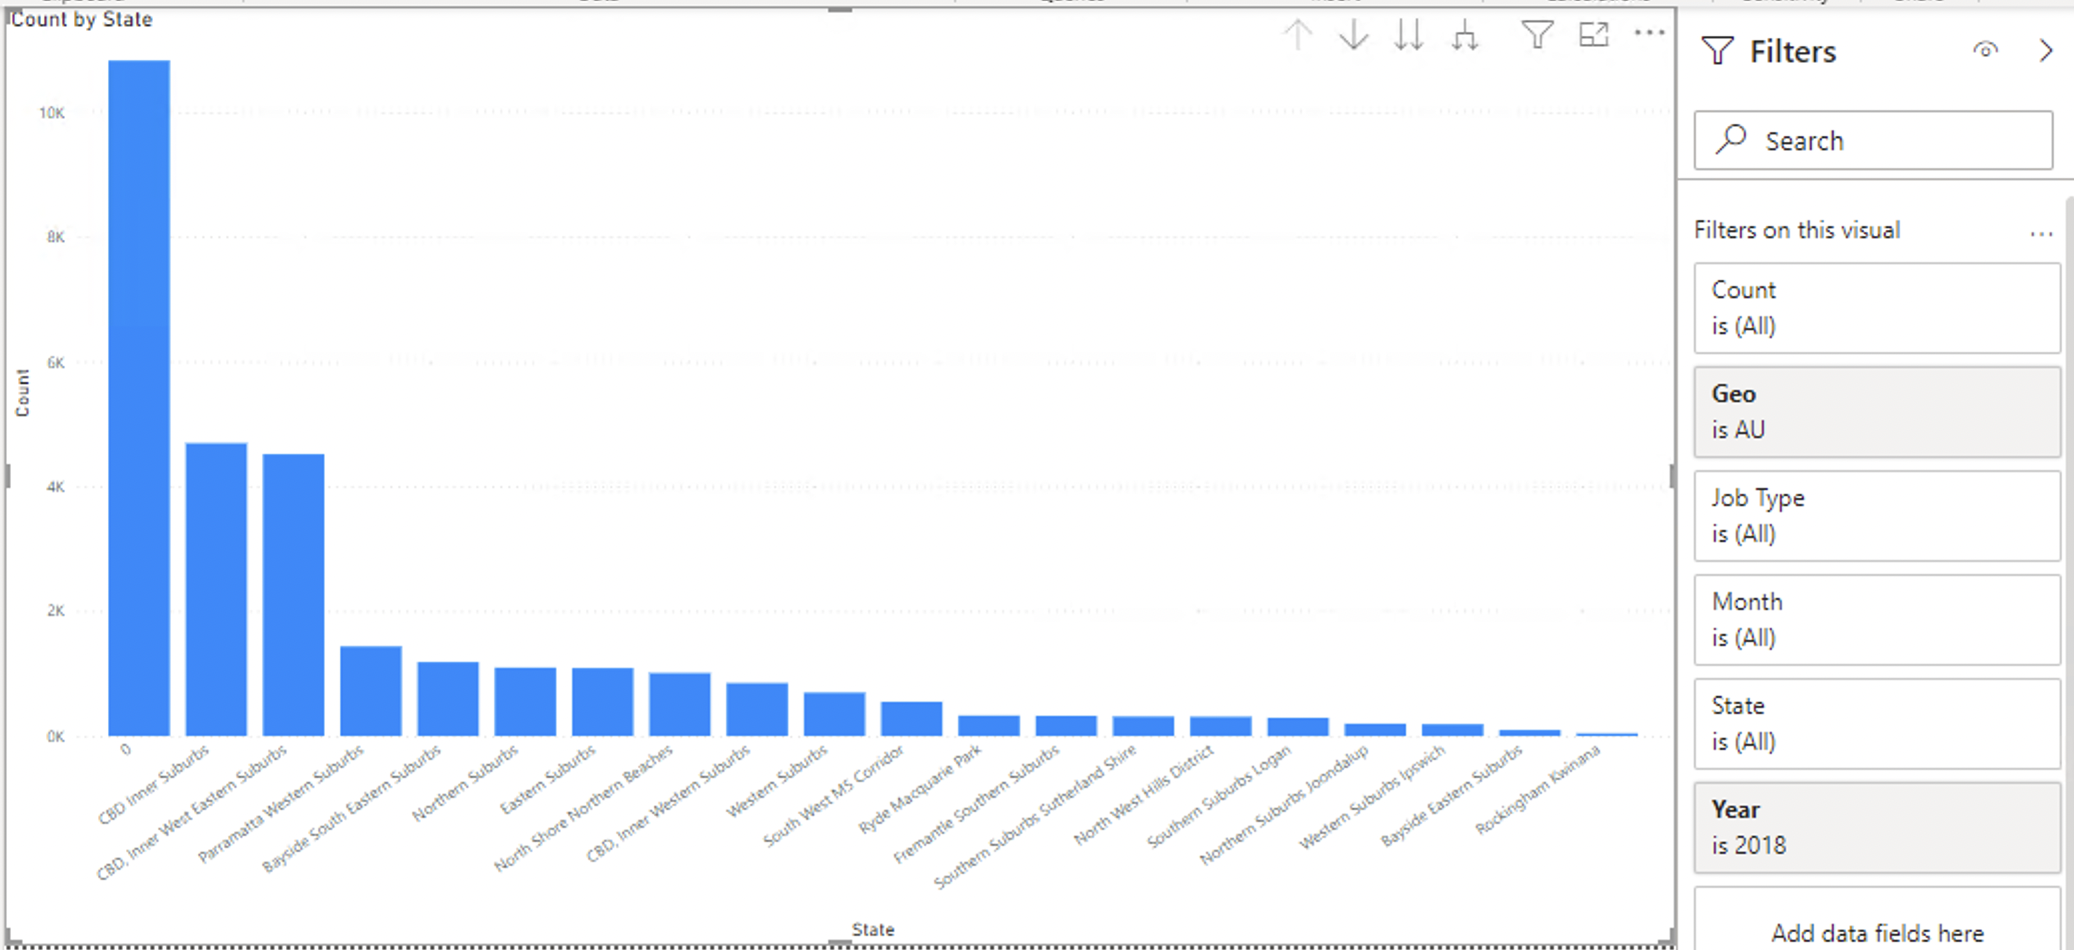 Count by State
10K
8K
6K
4K
2K
0K
Count
0
CBD Inner Suburbs
CBD, Inner West Eastern Suburbs
Parramatta Western Suburbs
Bayside South Eastern Suburbs
Northern Suburbs
Eastern Suburbs
North Shore Northern Beaches
CBD, Inner Western Suburbs
Western Suburbs
South West M5 Corridor
Ryde Macquarie Park
Fremantle Southern Suburbs
Southern Suburbs Sutherland Shire
North West Hills District
Southern Suburbs Logan
Northern Suburbs Joondalup
Western Suburbs Ipswich
Bayside Eastern Suburbs
Rockingham Kwinana
State
Filters
Search
Filters on this visual
Count
is (All)
Geo
is AU
Job Type
is (All)
Month
is (All)
State
is (All)
Year
is 2018
Add data fields here